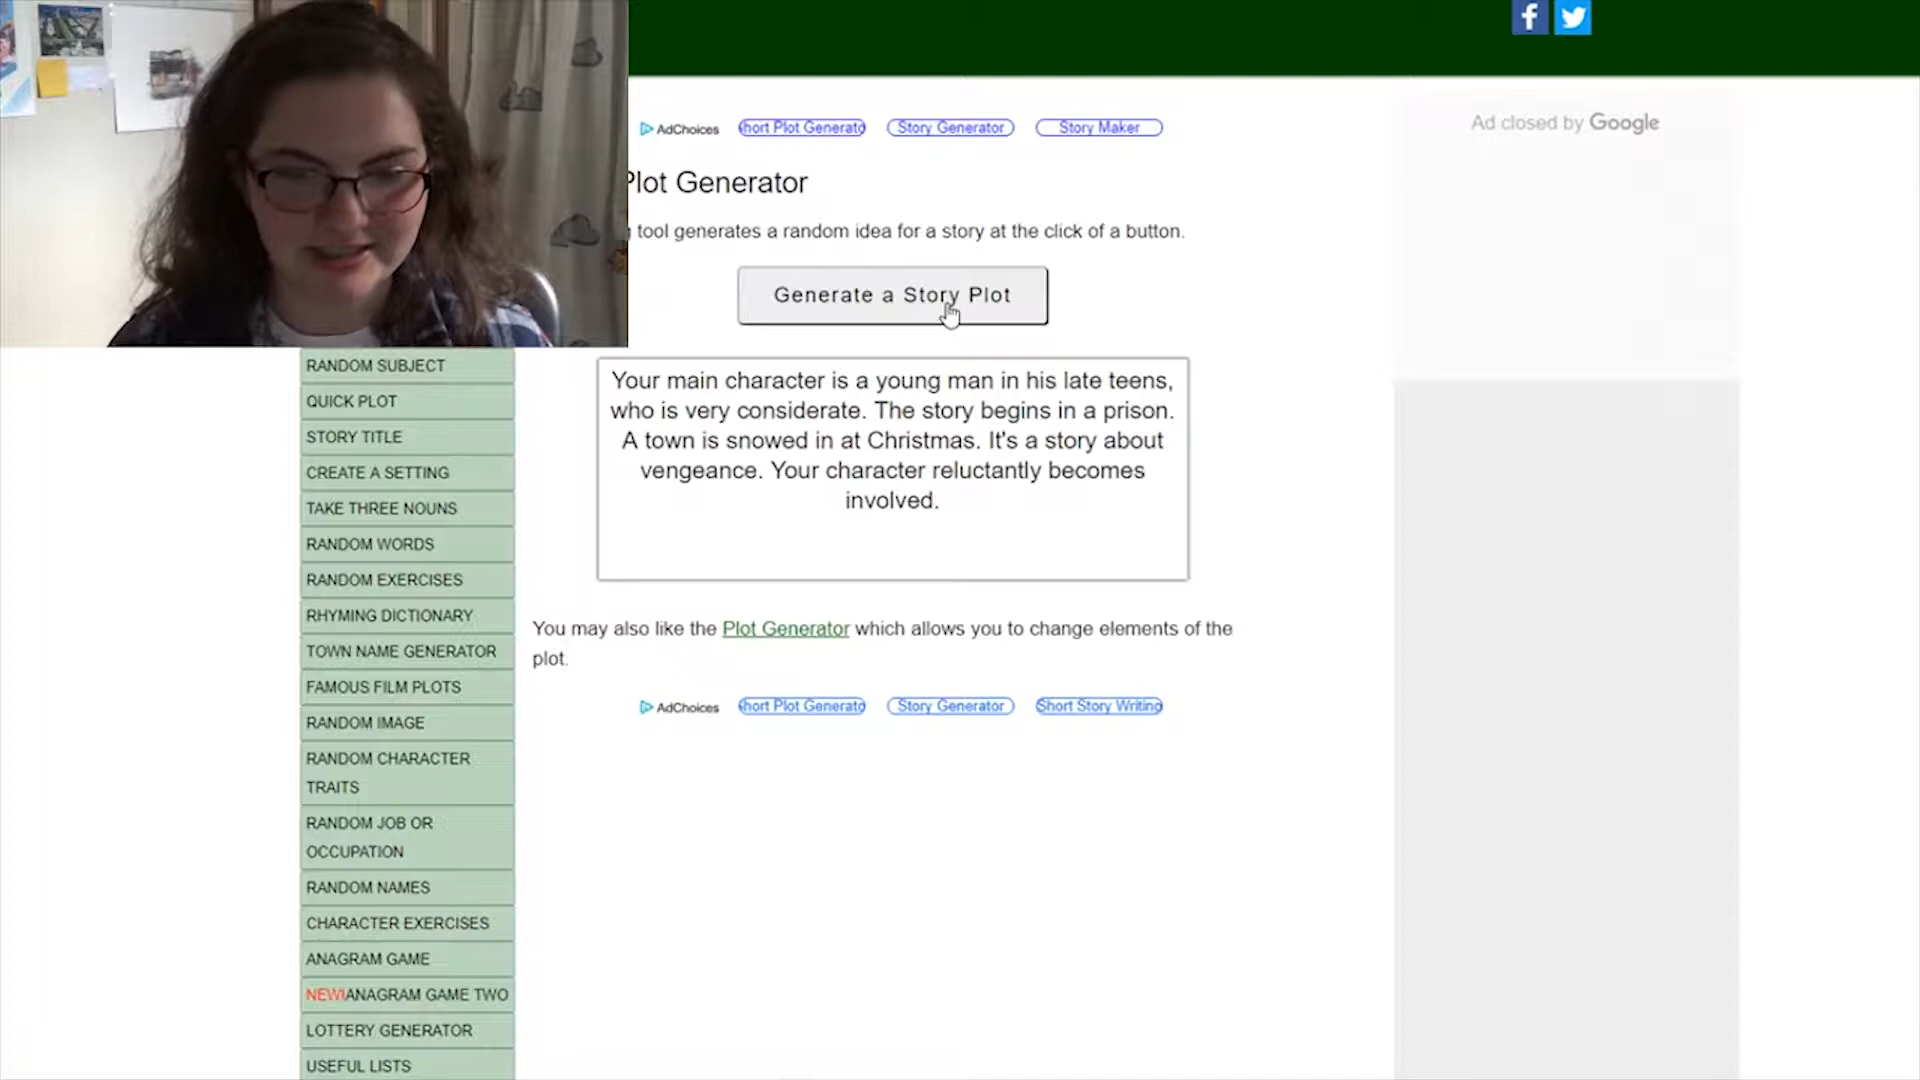 AdChoices
hort Plot Generato
Story Generator
Story Maker
Ad closed by Google
Plot Generator
tool generates a random idea for a story at the click of a button.
Generate a Story Plot
Your main character is a young man in his late teens,
who is very considerate. The story begins in a prison.
A town is snowed in at Christmas. It's a story about
vengeance. Your character reluctantly becomes
involved.
RANDOM SUBJECT
QUICK PLOT
STORY TITLE
CREATE A SETTING
TAKE THREE NOUNS
RANDOM WORDS
RANDOM EXERCISES
RHYMING DICTIONARY
TOWN NAME GENERATOR
FAMOUS FILM PLOTS
RANDOM IMAGE
RANDOM CHARACTER
TRAITS
RANDOM JOB OR
OCCUPATION
RANDOM NAMES
CHARACTER EXERCISES
ANAGRAM GAME
NEW!ANAGRAM GAME TWO
LOTTERY GENERATOR
USEFUL LISTS
You may also like the Plot Generator which allows you to change elements of the
plot.
AdChoices
hort Plot Generato
Story Generator
Short Story Writing